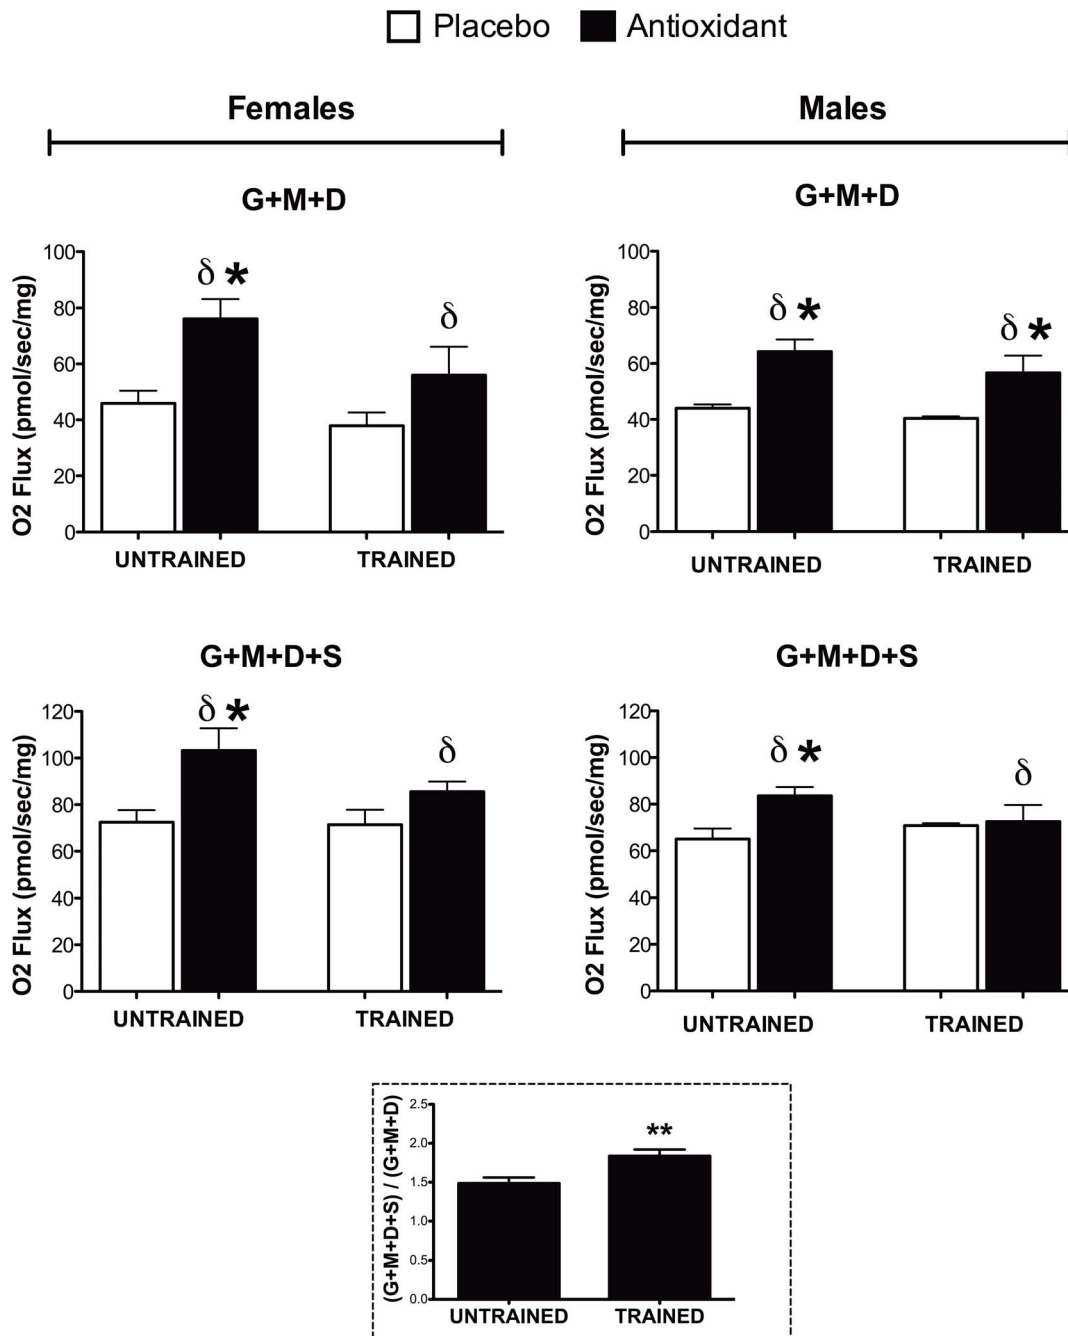 Placebo Antioxidant
Females
Males
G+M+D
G+M+D
O2 Flux (pmol/sec/mg)
100
80
60
40
20
0
δ *
δ
UNTRAINED TRAINED
O2 Flux (pmol/sec/mg)
100
80
60
40
20
0
δ *
δ *
UNTRAINED TRAINED
G+M+D+S
G+M+D+S
O2 Flux (pmol/sec/mg)
120
100
80
60
40
20
0
δ *
δ
UNTRAINED TRAINED
O2 Flux (pmol/sec/mg)
120
100
80
60
40
20
0
δ *
δ
UNTRAINED TRAINED
(G+M+D+S) / (G+M+D)
2.5
2.0
1.5
1.0
0.5
0.0
**
UNTRAINED TRAINED